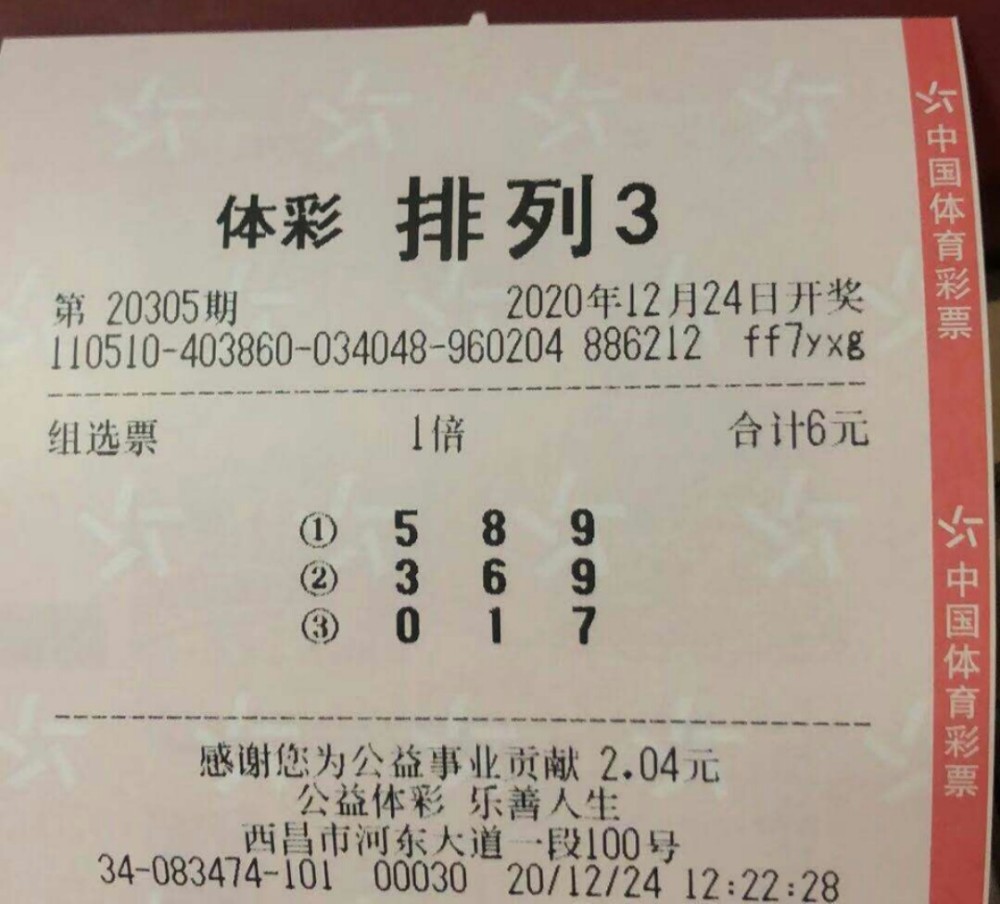 体彩 排列3
第 20305期 2020年12月24日开奖
110510-403860-034048-960204 886212 ff7yxg
组选票 1倍 合计6元
① 5 8 9
② 3 6 9
③ 0 1 7
感谢您为公益事业贡献 2.04元
公益体彩 乐善人生
西昌市河东大道一段100号
34-083474-101 00030 20/12/24 12:22:28
中国体育彩票
中国体育彩票